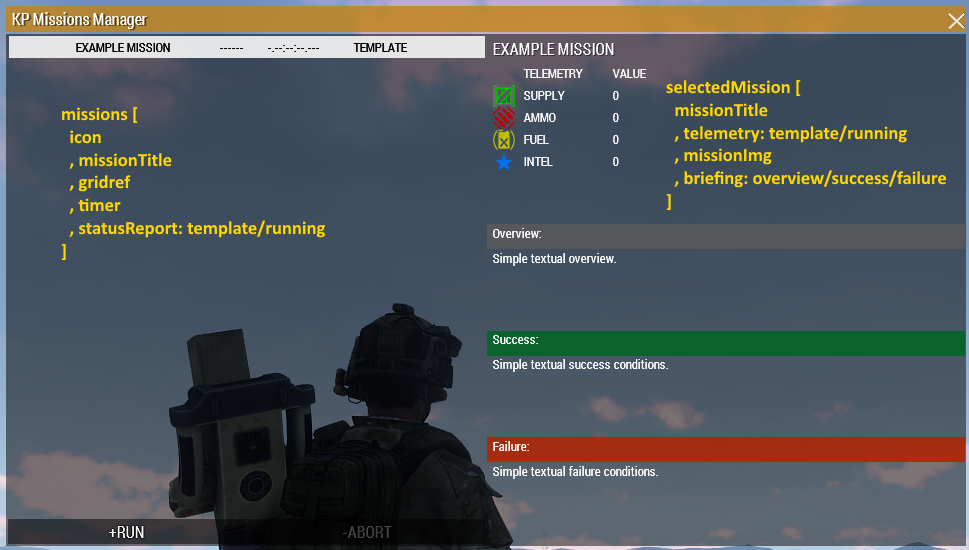 KP Missions Manager
EXAMPLE MISSION ------ -.--:--:--.--- TEMPLATE
missions [
icon
, missionTitle
, gridref
, timer
, statusReport: template/running
]
EXAMPLE MISSION
TELEMETRY VALUE
SUPPLY 0
AMMO 0
FUEL 0
INTEL 0
selectedMission [
missionTitle
, telemetry: template/running
, missionImg
, briefing: overview/success/failure
]
Overview:
Simple textual overview.
Success:
Simple textual success conditions.
Failure:
Simple textual failure conditions.
+RUN
-ABORT